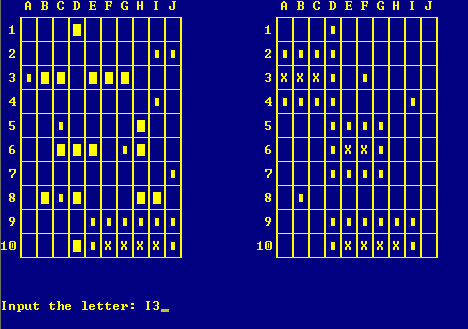 A B C D E F G H I J A B C D E F G H I J
1 1
2 2
3 3 X X X
4 4
5 5
6 6 X X
7 7
8 8
9 9
10 X X X X 10 X X X X
Input the letter: I3_